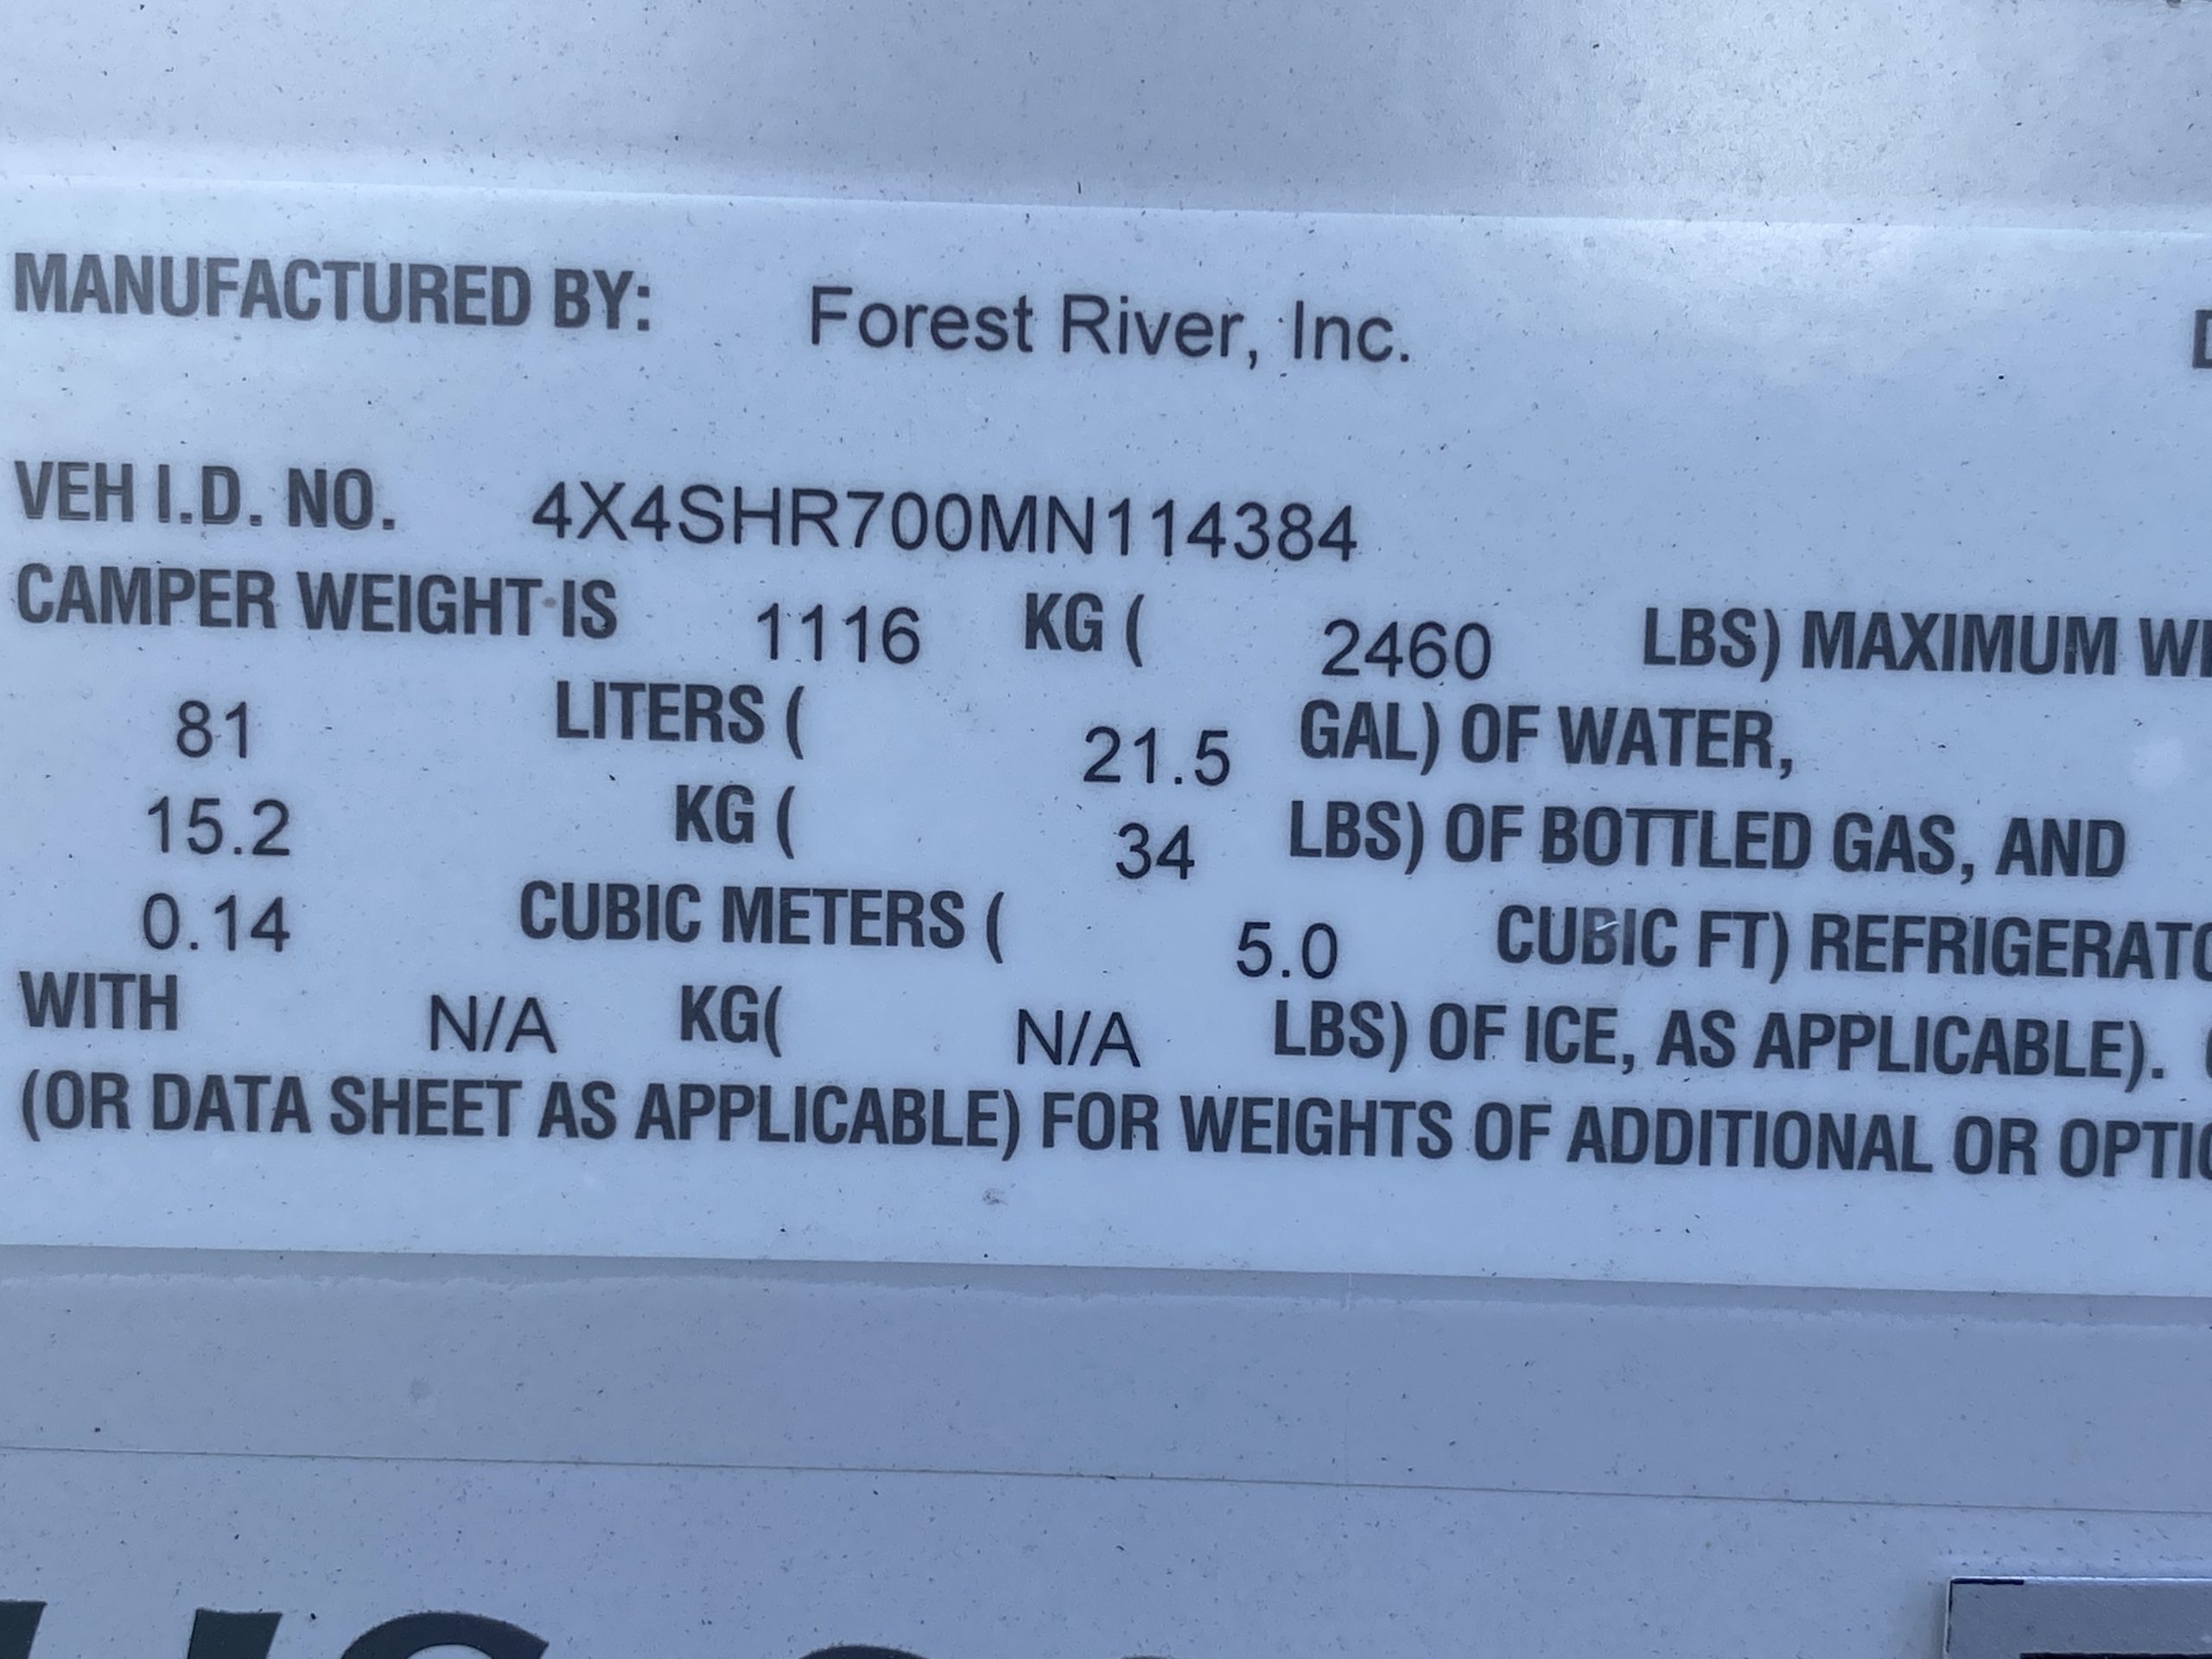 MANUFACTURED BY: Forest River, Inc.
VEH I.D. NO. 4X4SHR700MN114384
CAMPER WEIGHT IS 1116 KG ( 2460 LBS) MAXIMUM
81 LITERS ( 21.5 GAL) OF WATER,
15.2 KG ( 34 LBS) OF BOTTLED GAS, AND
0.14 CUBIC METERS ( 5.0 CUBIC FT)
WITH N/A KG( N/A LBS) OF ICE, AS APPLICABLE).
(OR DATA SHEET AS APPLICABLE) FOR WEIGHTS OF ADDITIONAL OR